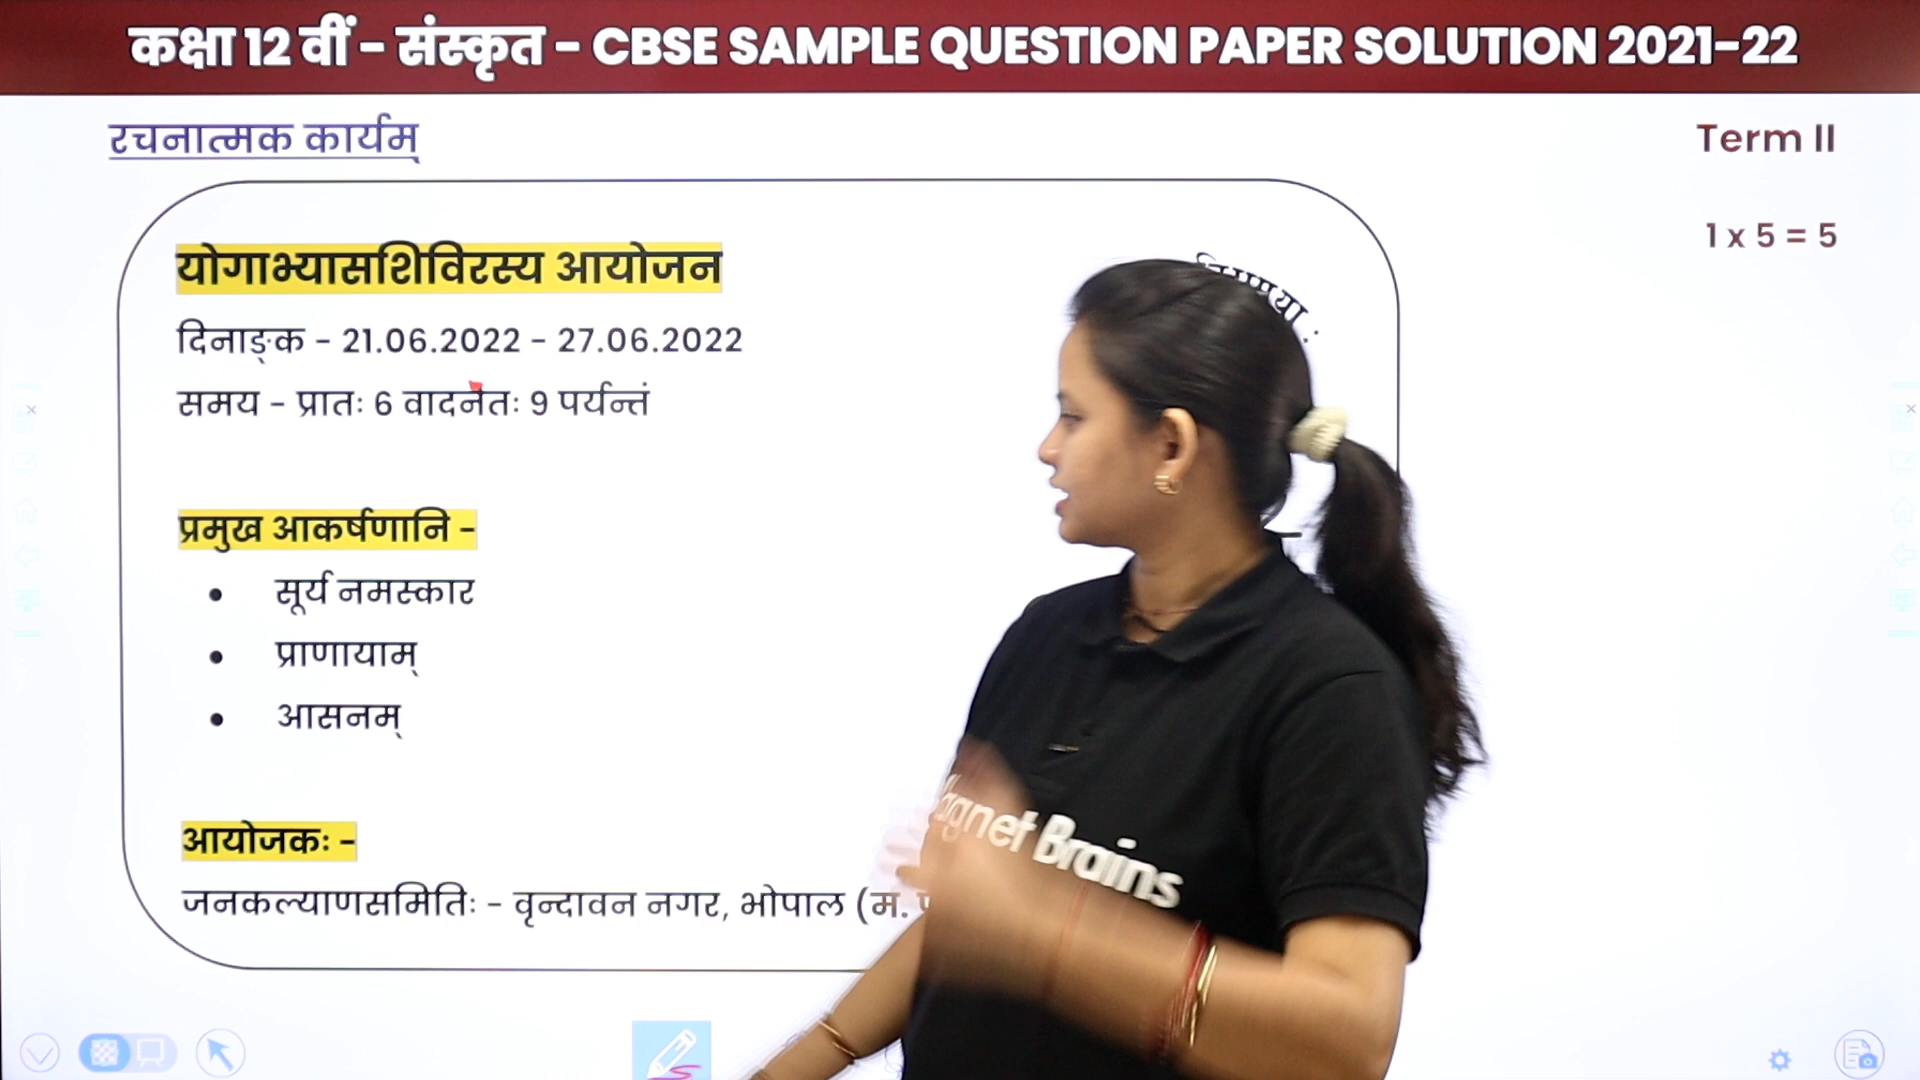 कक्षा 12 वीं - संस्कृत - CBSE SAMPLE QUESTION PAPER SOLUTION 2021-22
रचनात्मक कार्यम्
Term II
1 x 5 = 5
योगाभ्यासशिविरस्य आयोजन
दिनाङ्क - 21.06.2022 - 27.06.2022
समय - प्रातः 6 वादनतः 9 पर्यन्तं
प्रमुख आकर्षणानि -
• सूर्य नमस्कार
• प्राणायाम्
• आसनम्
आयोजकः -
जनकल्याणसमितिः - वृन्दावन नगर, भोपाल (म.
Brains